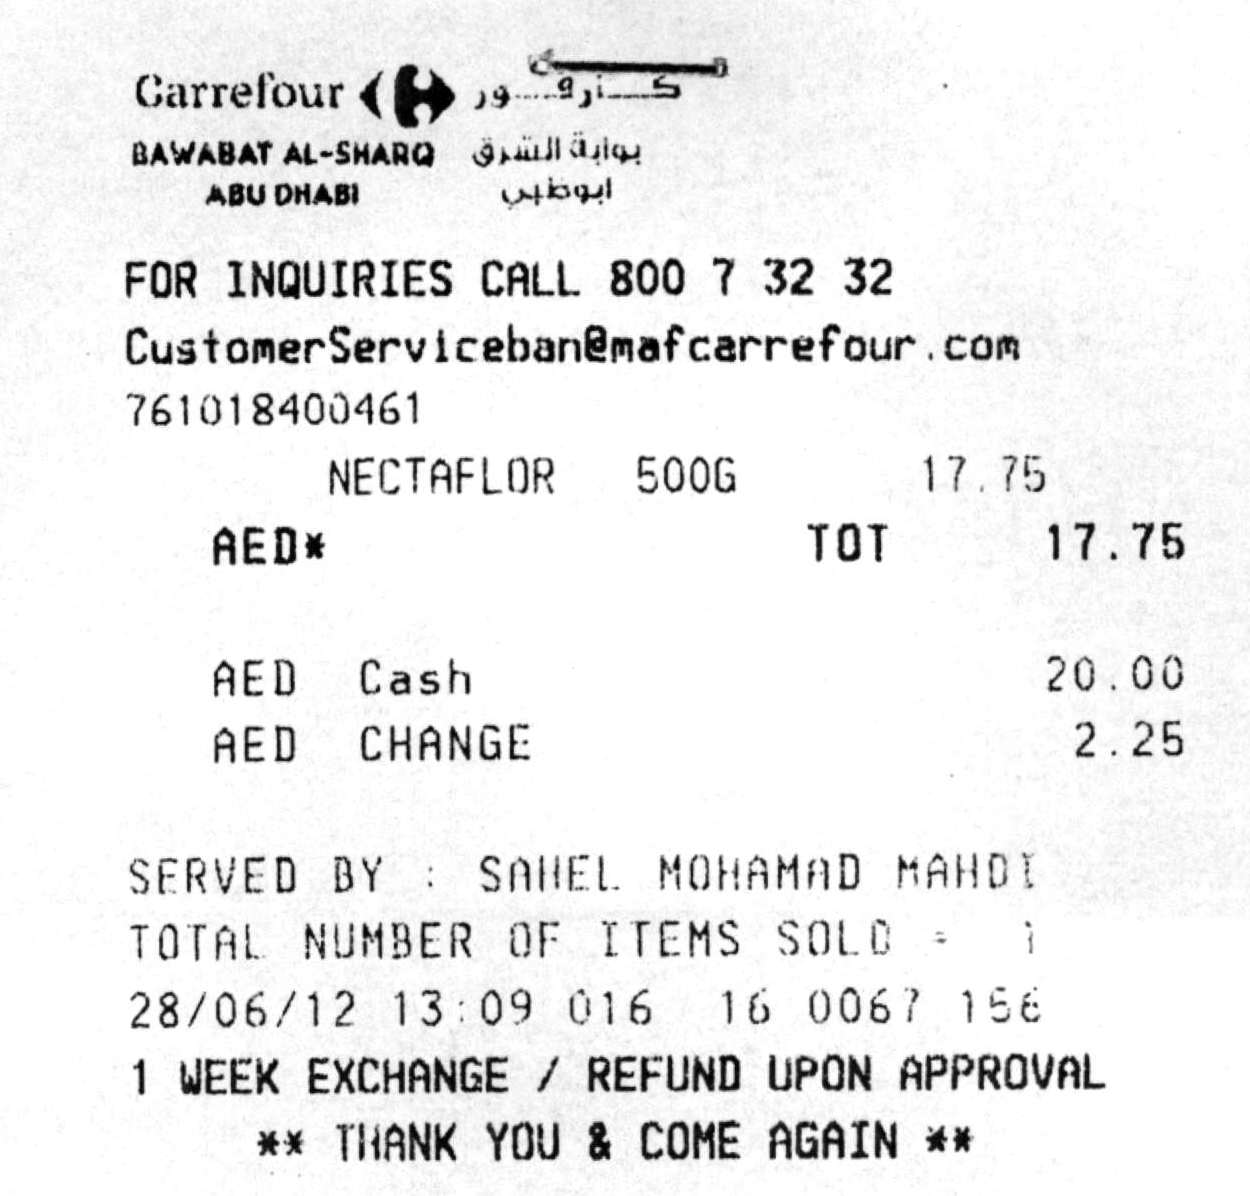 Carrefour كارفور
BAWABAT AL-SHARQ بوابة الشرق
ABU DHABI ابوظبي
FOR INQUIRIES CALL 800 7 32 32
CustomerServiceban@mafcarrefour.com
761018400461
NECTAFLOR 500G 17.75
AED* TOT 17.75
AED Cash 20.00
AED CHANGE 2.25
SERVED BY : SAHEL MOHAMAD MAHDI
TOTAL NUMBER OF ITEMS SOLD = 1
28/06/12 13:09 016 16 0067 156
1 WEEK EXCHANGE / REFUND UPON APPROVAL
** THANK YOU & COME AGAIN **